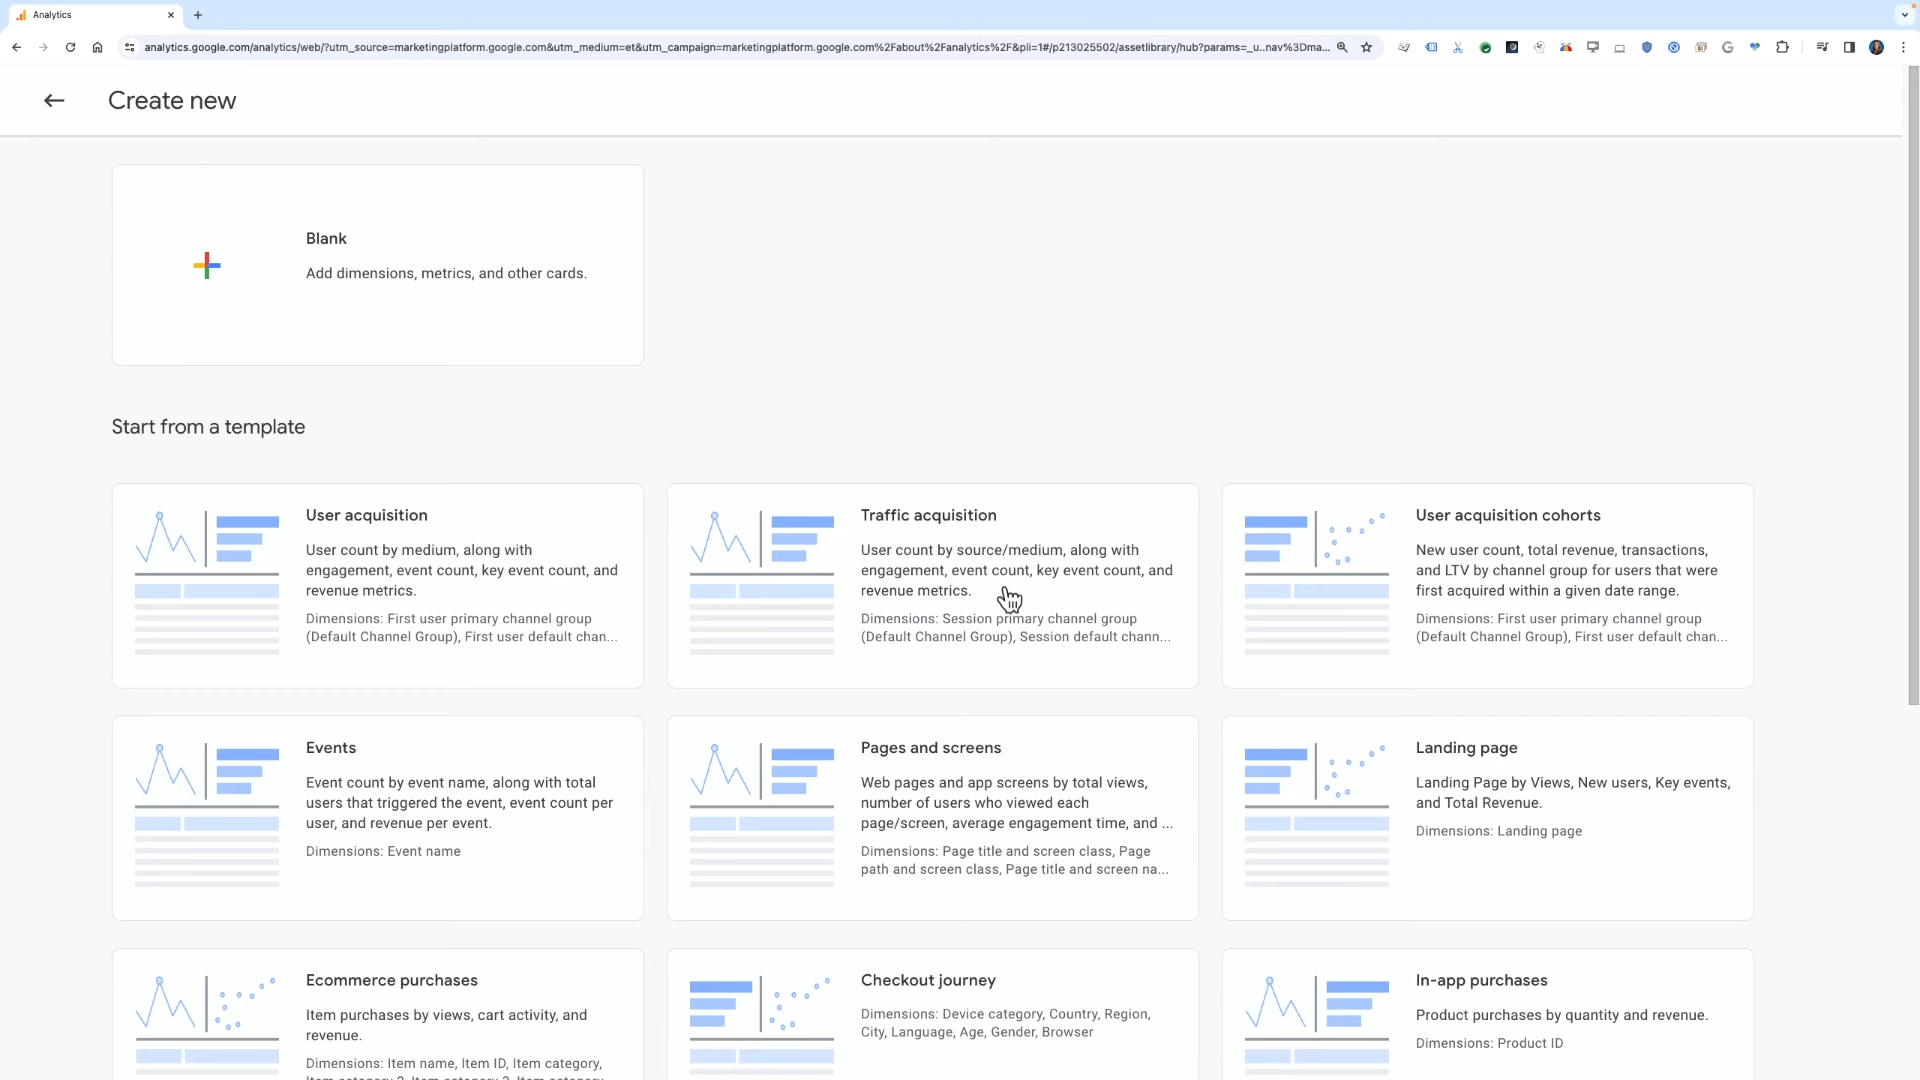 Analytics
analytics.google.com/analytics/web/?utm_source=marketingplatform.google.com&utm_medium=et&utm_campaign=marketingplatform.google.com%2Fabout%2Fanalytics%2F&pli=1#/p213025502/assetlibrary/hub?params=_u..nav%3Dma...
Create new
Blank
Add dimensions, metrics, and other cards.
Start from a template
User acquisition
User count by medium, along with
engagement, event count, key event count, and
revenue metrics.
Dimensions: First user primary channel group
(Default Channel Group), First user default chan...
Traffic acquisition
User count by source/medium, along with
engagement, event count, key event count, and
revenue metrics.
Dimensions: Session primary channel group
(Default Channel Group), Session default chann...
User acquisition cohorts
New user count, total revenue, transactions,
and LTV by channel group for users that were
first acquired within a given date range.
Dimensions: First user primary channel group
(Default Channel Group), First user default chan...
Events
Event count by event name, along with total
users that triggered the event, event count per
user, and revenue per event.
Dimensions: Event name
Pages and screens
Web pages and app screens by total views,
number of users who viewed each
page/screen, average engagement time, and ...
Dimensions: Page title and screen class, Page
path and screen class, Page title and screen na...
Landing page
Landing Page by Views, New users, Key events,
and Total Revenue.
Dimensions: Landing page
Ecommerce purchases
Item purchases by views, cart activity, and
revenue.
Dimensions: Item name, Item ID, Item category,
Checkout journey
Dimensions: Device category, Country, Region,
City, Language, Age, Gender, Browser
In-app purchases
Product purchases by quantity and revenue.
Dimensions: Product ID